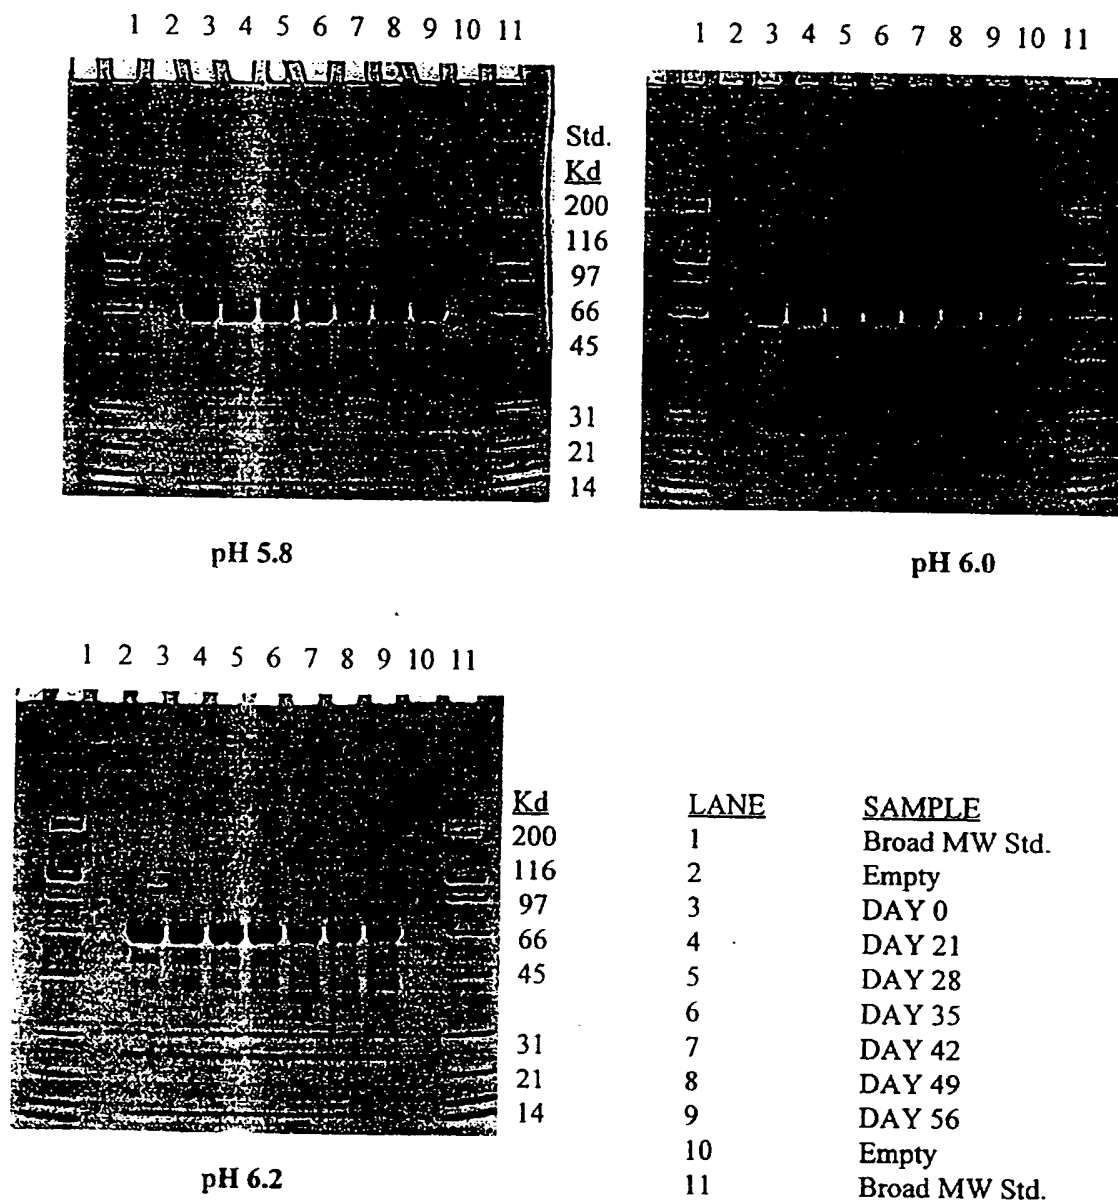 1 2 3 4 5 6 7 8 9 10 11
1 2 3 4 5 6 7 8 9 10 11
Std.
Kd
200
116
97
66
45
31
21
14
pH 5.8
pH 6.0
1 2 3 4 5 6 7 8 9 10 11
Kd
200
116
97
66
45
31
21
14
pH 6.2
LANE SAMPLE
1 Broad MW Std.
2 Empty
3 DAY 0
4 DAY 21
5 DAY 28
6 DAY 35
7 DAY 42
8 DAY 49
9 DAY 56
10 Empty
11 Broad MW Std.